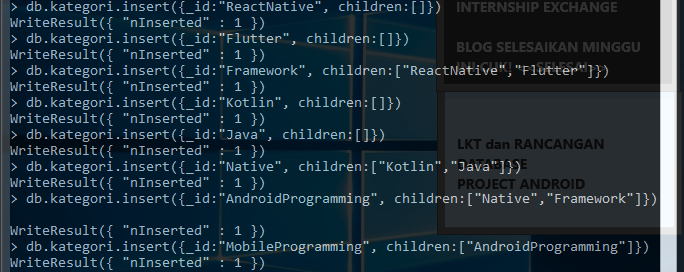 > db.kategori.insert({_id:"ReactNative", children:[]})
WriteResult({ "nInserted" : 1 })
> db.kategori.insert({_id:"Flutter", children:[]})
WriteResult({ "nInserted" : 1 })
> db.kategori.insert({_id:"Framework", children:["ReactNative","Flutter"]})
WriteResult({ "nInserted" : 1 })
> db.kategori.insert({_id:"Kotlin", children:[]})
WriteResult({ "nInserted" : 1 })
> db.kategori.insert({_id:"Java", children:[]})
WriteResult({ "nInserted" : 1 })
> db.kategori.insert({_id:"Native", children:["Kotlin","Java"]})
WriteResult({ "nInserted" : 1 })
> db.kategori.insert({_id:"AndroidProgramming", children:["Native","Framework"]})
WriteResult({ "nInserted" : 1 })
> db.kategori.insert({_id:"MobileProgramming", children:["AndroidProgramming"]})
WriteResult({ "nInserted" : 1 })
INTERNSHIP EXCHANGE
BLOG SELESAIKAN MINGGU
LKT dan RANCANGAN
DATABASE
PROJECT ANDROID